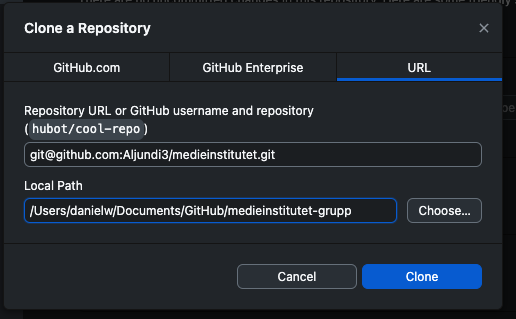 Clone a Repository
GitHub.com
GitHub Enterprise
URL
Repository URL or GitHub username and repository
(hubot/cool-repo)
git@github.com:Aljundi3/medieinstitutet.git
Local Path
/Users/danielw/Documents/GitHub/medieinstitutet-grupp
Choose...
Cancel
Clone